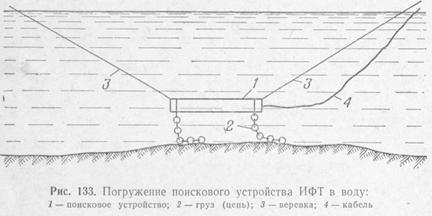 1
3
3
4
2
Рис. 133. Погружение поискового устройства ИФТ в воду:
1 — поисковое устройство; 2 — груз (цепь); 3 — веревка; 4 — кабель